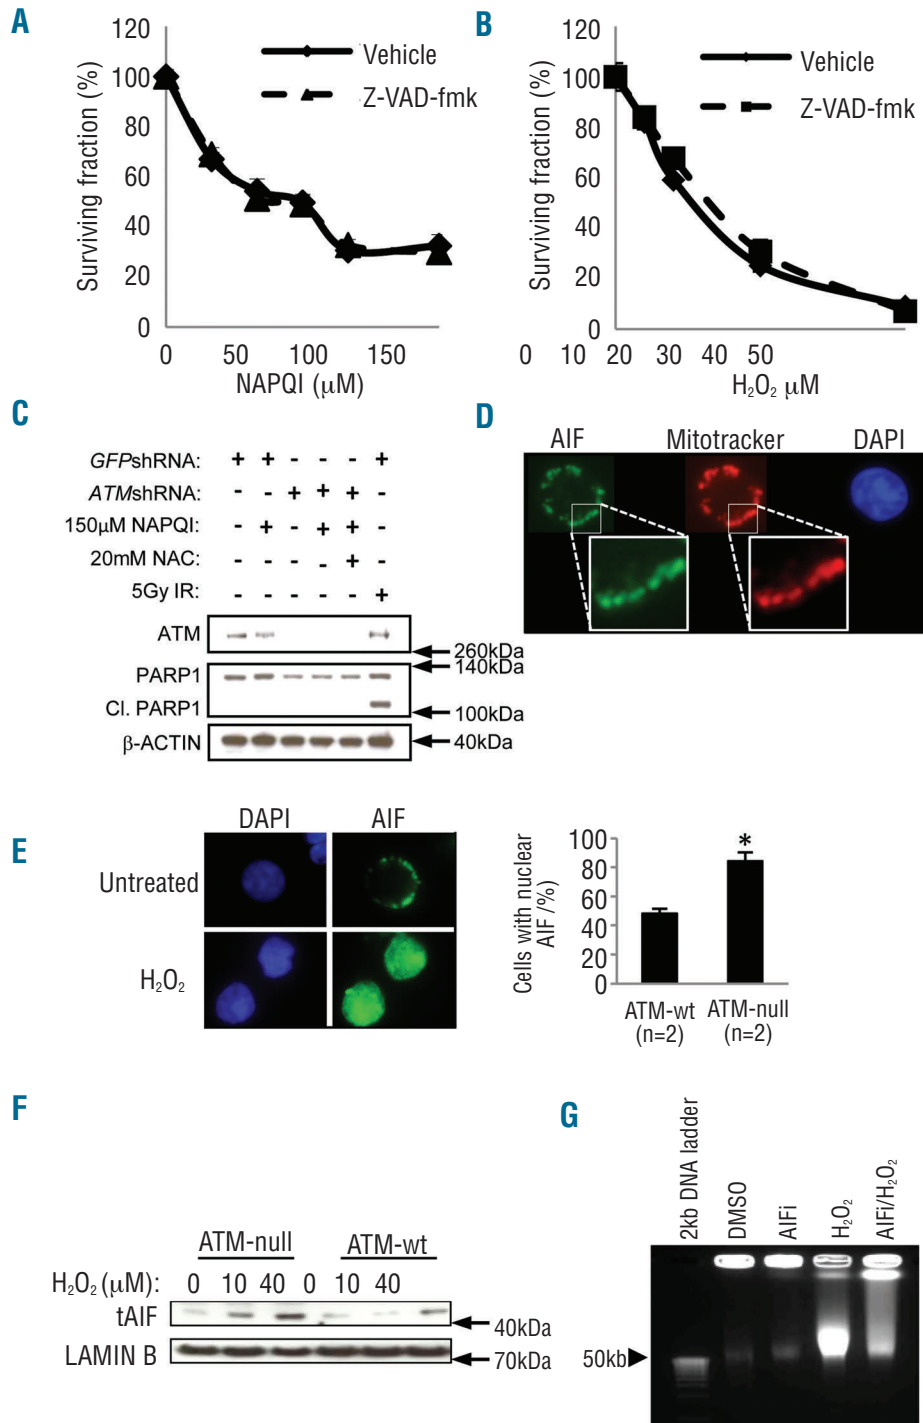 A
120
100
80
60
40
20
0
Surviving fraction (%)
Vehicle
Z-VAD-fmk
0 50 100 150
NAPQI (µM)
B
120
100
80
60
40
20
0
Surviving fraction (%)
Vehicle
Z-VAD-fmk
0 10 20 30 40 50
H₂O₂ µM
C
GFPshRNA: + + - - - +
ATMshRNA: - - + + + -
150µM NAPQI: - + - + + -
20mM NAC: - - - - + -
5Gy IR: - - - - - +
ATM
260kDa
140kDa
PARP1
Cl. PARP1
100kDa
β-ACTIN
40kDa
D
AIF Mitotracker DAPI
E
DAPI AIF
Untreated
H₂O₂
Cells with nuclear
AIF /%)
100
80
60
40
20
0
*
ATM-wt ATM-null
(n=2) (n=2)
F
ATM-null ATM-wt
H₂O₂ (µM): 0 10 40 0 10 40
tAIF
40kDa
LAMIN B
70kDa
G
2kb DNA ladder
DMSO
AIFi
H₂O₂
AIFi/H₂O₂
50kb